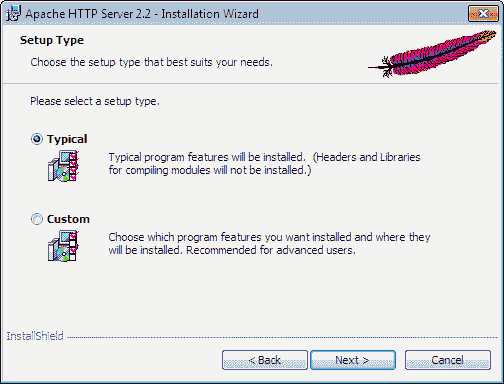 Apache HTTP Server 2.2 - Installation Wizard
Setup Type
Choose the setup type that best suits your needs.
Please select a setup type.
Typical
Typical program features will be installed. (Headers and Libraries
for compiling modules will not be installed.)
Custom
Choose which program features you want installed and where they
will be installed. Recommended for advanced users.
InstallShield
< Back
Next >
Cancel